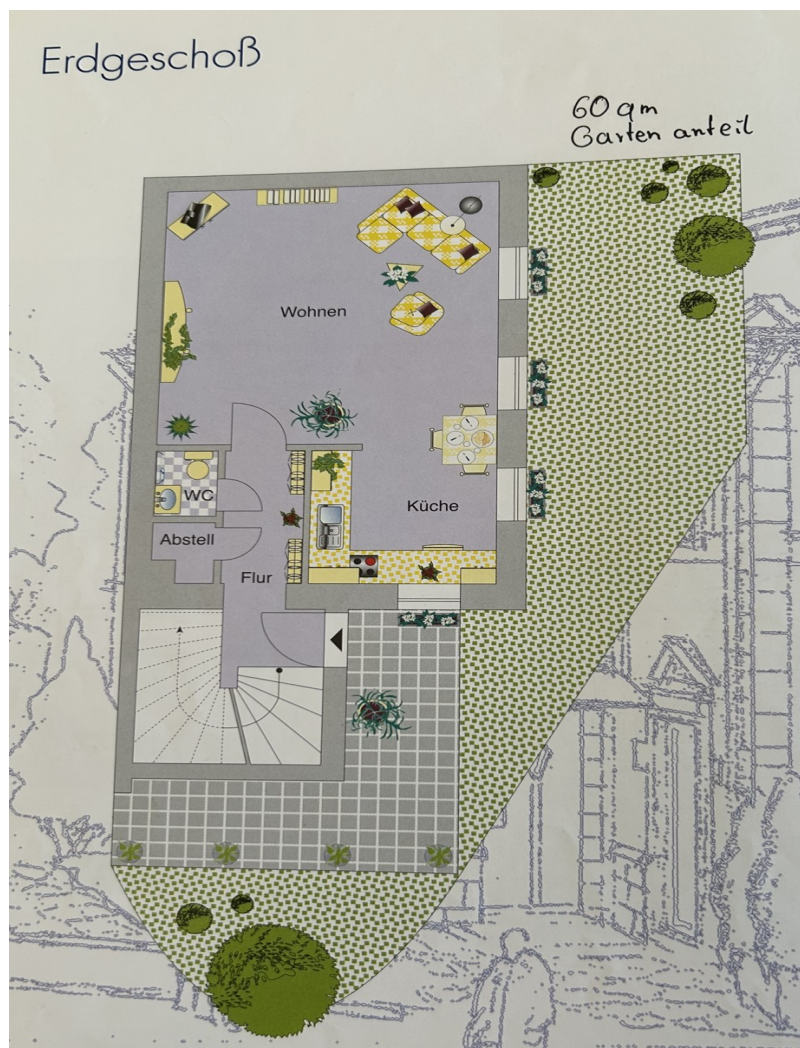 Erdgeschoß
60 qm
Garten anteil
Wohnen
WC
Küche
Abstell
Flur